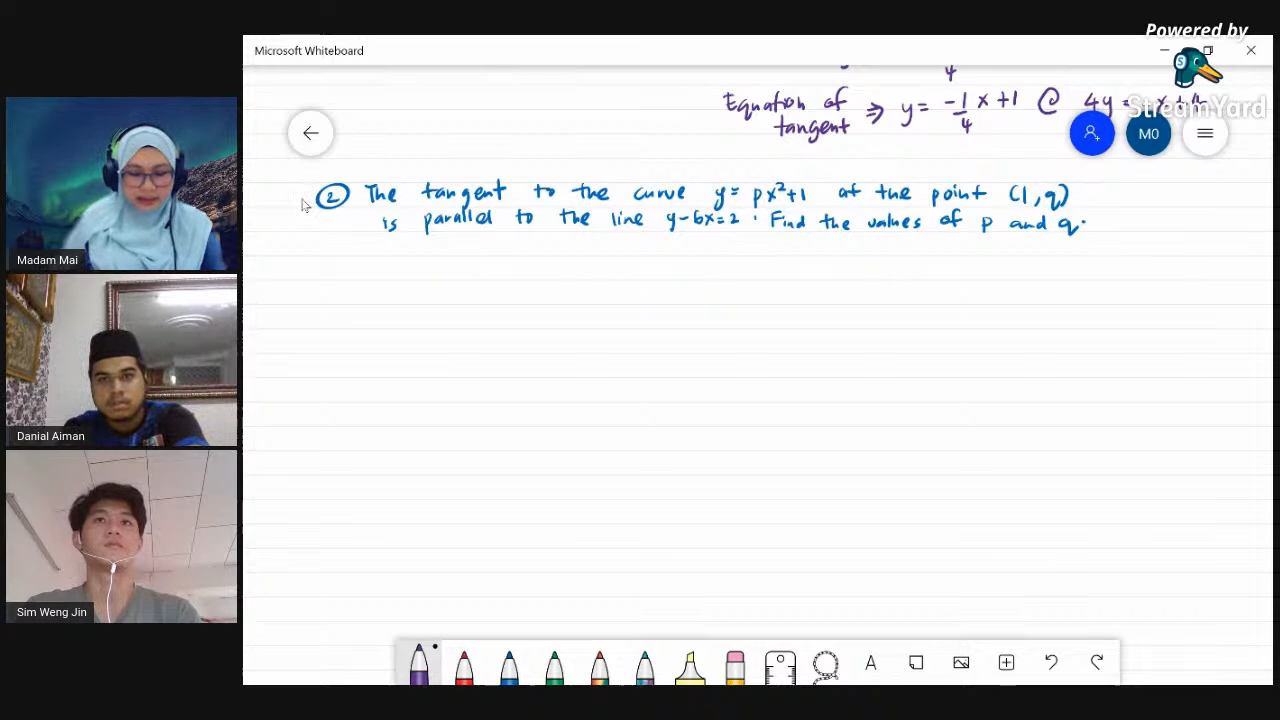 Powered by
StreamYard
Microsoft Whiteboard
4
Equation of ⇒ y = -1/4 x + 1 @ 4y =
tangent
M0
② The tangent to the curve y = px²+1 at the point (1, q)
is parallel to the line y-6x=2. Find the values of p and q.
Madam Mai
Danial Aiman
Sim Weng Jin
A